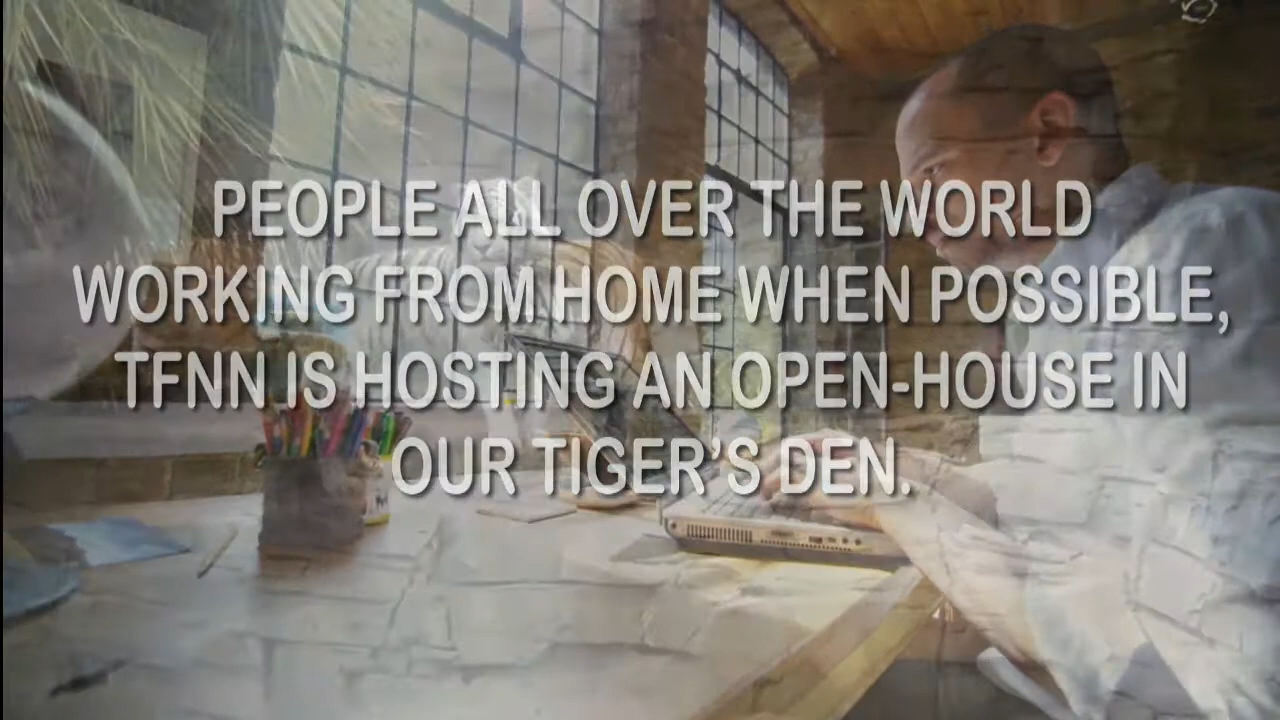 PEOPLE ALL OVER THE WORLD
WORKING FROM HOME WHEN POSSIBLE,
TFNN IS HOSTING AN OPEN-HOUSE IN
OUR TIGER'S DEN.